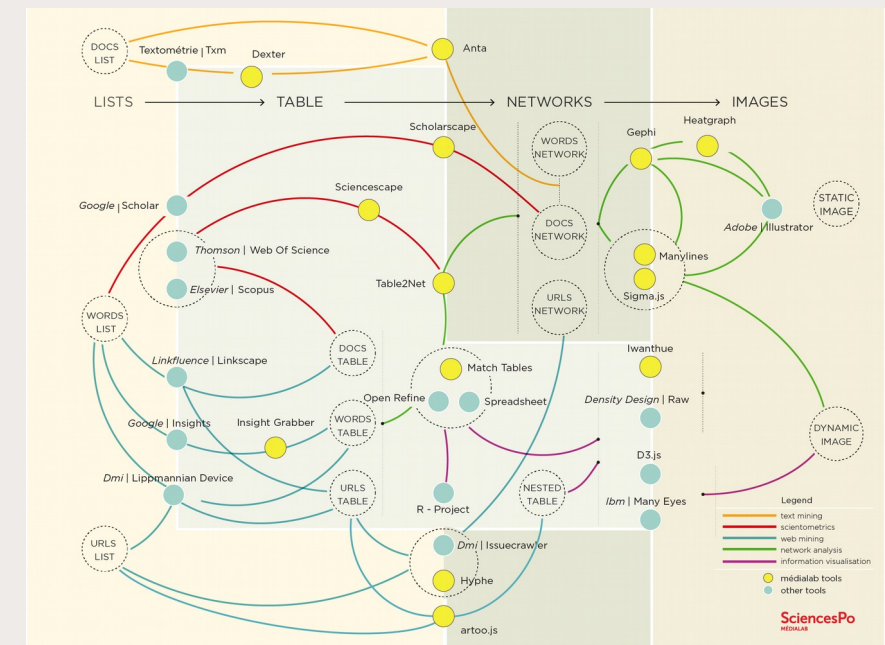 DOCS
LIST
Textométrie | Txm
Dexter
Anta
LISTS
TABLE
NETWORKS
IMAGES
Scholarscape
WORDS
NETWORK
Gephi
Heatgraph
Google | Scholar
Sciencescape
DOCS
NETWORK
STATIC
IMAGE
Adobe | Illustrator
Thomson | Web Of Science
Elsevier | Scopus
Table2Net
Manylines
Sigma.js
WORDS
LIST
URLS
NETWORK
DOCS
TABLE
Linkfluence | Linkscape
Match Tables
Iwanthue
Open Refine
Spreadsheet
Density Design | Raw
Google | Insights
Insight Grabber
WORDS
TABLE
DYNAMIC
IMAGE
D3.js
Dmi | Lippmannian Device
URLS
TABLE
R - Project
NESTED
TABLE
Ibm | Many Eyes
URLS
LIST
Dmi | Issuecrawler
Hyphe
artoo.js
Legend
text mining
scientometrics
web mining
network analysis
information visualisation
médialab tools
other tools
SciencesPo
MÉDIALAB